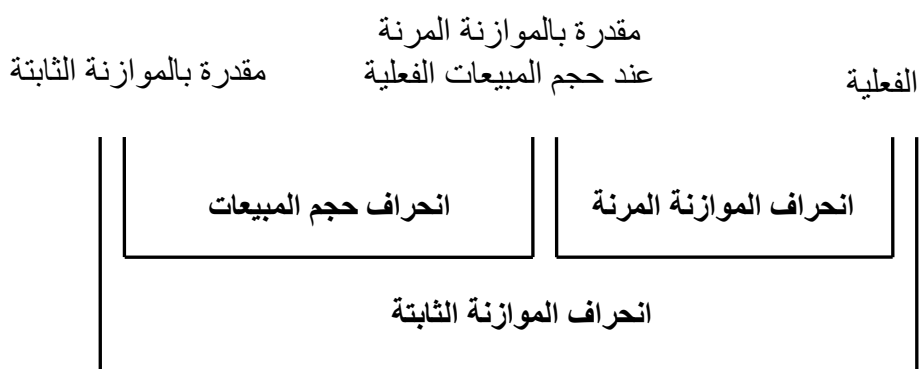 الفعلية
مقدرة بالموازنة المرنة
عند حجم المبيعات الفعلية
مقدرة بالموازنة الثابتة
انحراف الموازنة المرنة
انحراف حجم المبيعات
انحراف الموازنة الثابتة